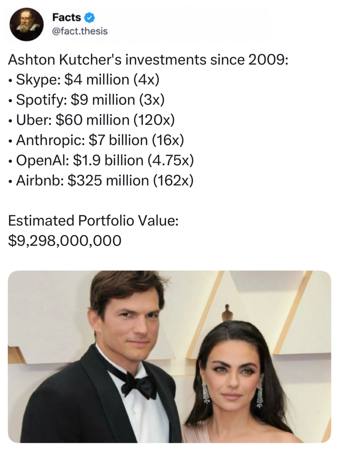 Facts
@fact.thesis
Ashton Kutcher's investments since 2009:
• Skype: $4 million (4x)
• Spotify: $9 million (3x)
• Uber: $60 million (120x)
• Anthropic: $7 billion (16x)
• OpenAI: $1.9 billion (4.75x)
• Airbnb: $325 million (162x)
Estimated Portfolio Value:
$9,298,000,000